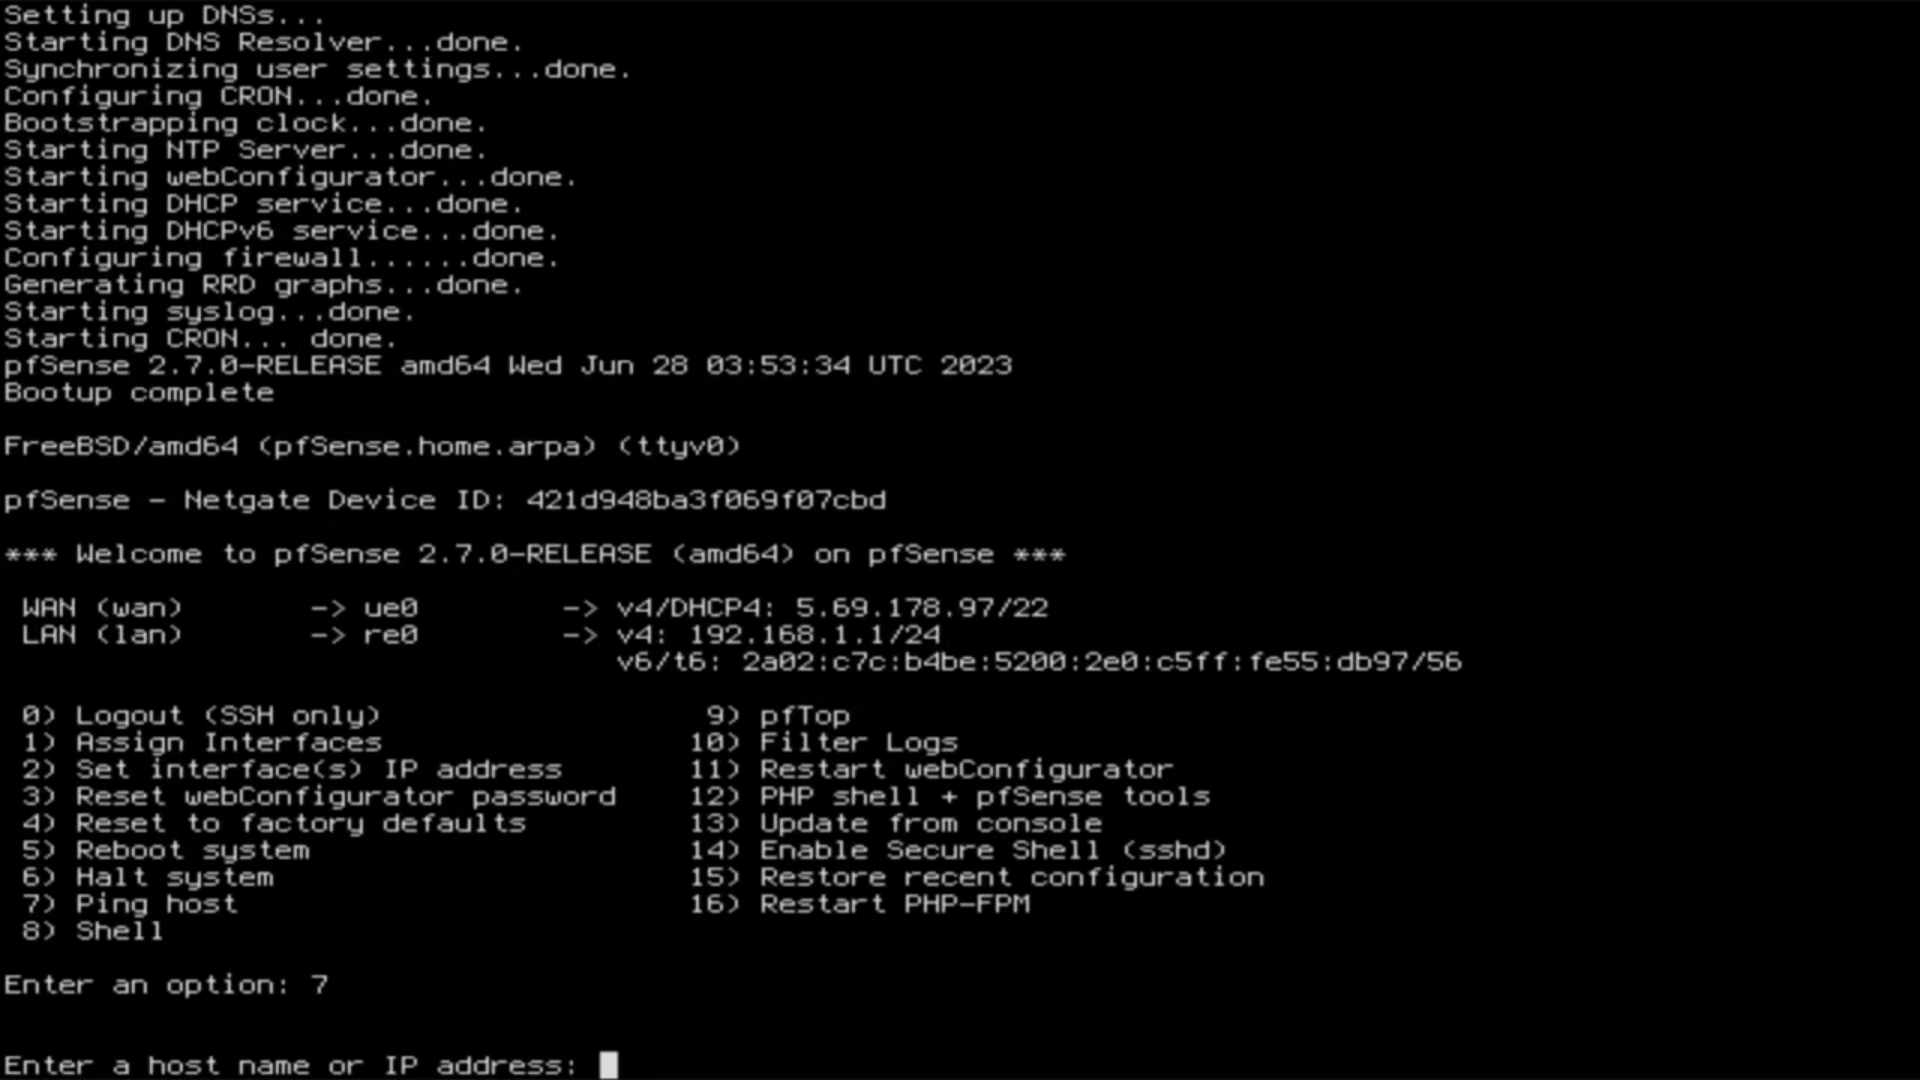 Setting up DNSs...
Starting DNS Resolver...done.
Synchronizing user settings...done.
Configuring CRON...done.
Bootstrapping clock...done.
Starting NTP Server...done.
Starting webConfigurator...done.
Starting DHCP service...done.
Starting DHCPv6 service...done.
Configuring firewall......done.
Generating RRD graphs...done.
Starting syslog...done.
Starting CRON... done.
pfSense 2.7.0-RELEASE amd64 Wed Jun 28 03:53:34 UTC 2023
Bootup complete
FreeBSD/amd64 (pfSense.home.arpa) (ttyv0)
pfSense - Netgate Device ID: 421d948ba3f069f07cbd
*** Welcome to pfSense 2.7.0-RELEASE (amd64) on pfSense ***
WAN (wan) -> ue0 -> v4/DHCP4: 5.69.178.97/22
LAN (lan) -> re0 -> v4: 192.168.1.1/24
v6/t6: 2a02:c7c:b4be:5200:2e0:c5ff:fe55:db97/56
0) Logout (SSH only) 9) pfTop
1) Assign Interfaces 10) Filter Logs
2) Set interface(s) IP address 11) Restart webConfigurator
3) Reset webConfigurator password 12) PHP shell + pfSense tools
4) Reset to factory defaults 13) Update from console
5) Reboot system 14) Enable Secure Shell (sshd)
6) Halt system 15) Restore recent configuration
7) Ping host 16) Restart PHP-FPM
8) Shell
Enter an option: 7
Enter a host name or IP address: